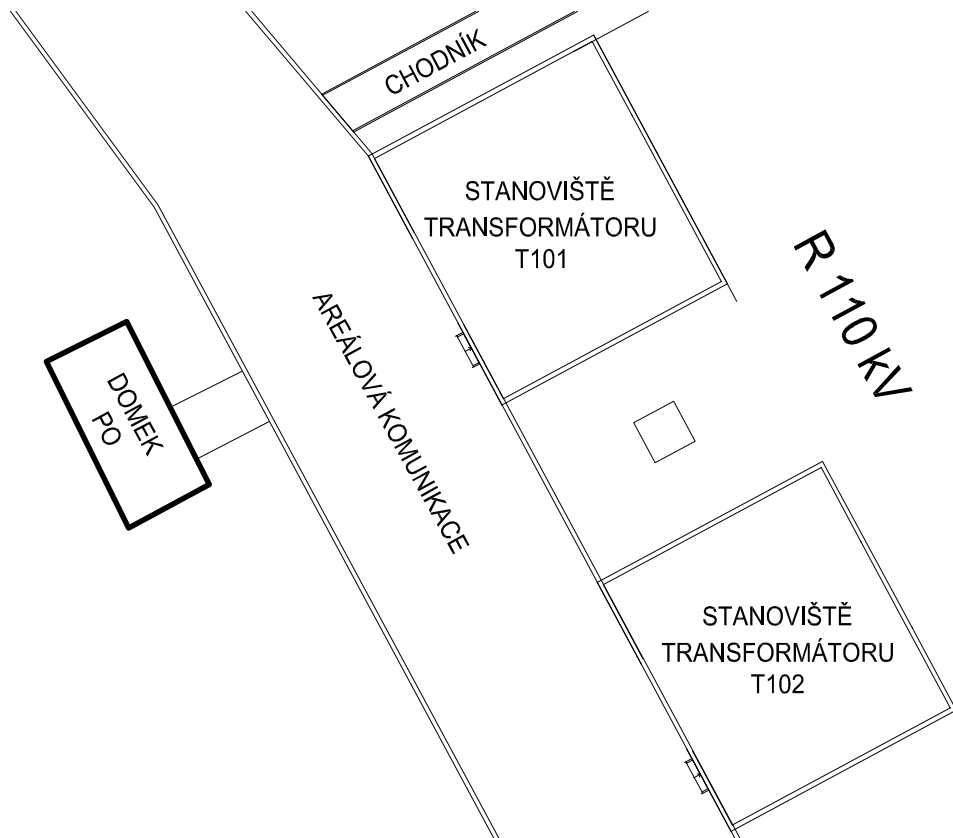 CHODNÍK
STANOVIŠTĚ
TRANSFORMÁTORU
T101
R 110 kV
AREÁLOVÁ KOMUNIKACE
DOMEK
PO
STANOVIŠTĚ
TRANSFORMÁTORU
T102